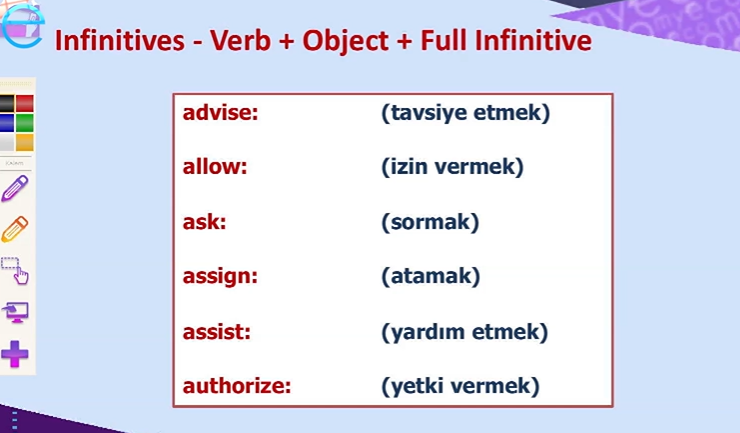 Infinitives - Verb + Object + Full Infinitive
advise: (tavsiye etmek)
allow: (izin vermek)
ask: (sormak)
assign: (atamak)
assist: (yardım etmek)
authorize: (yetki vermek)